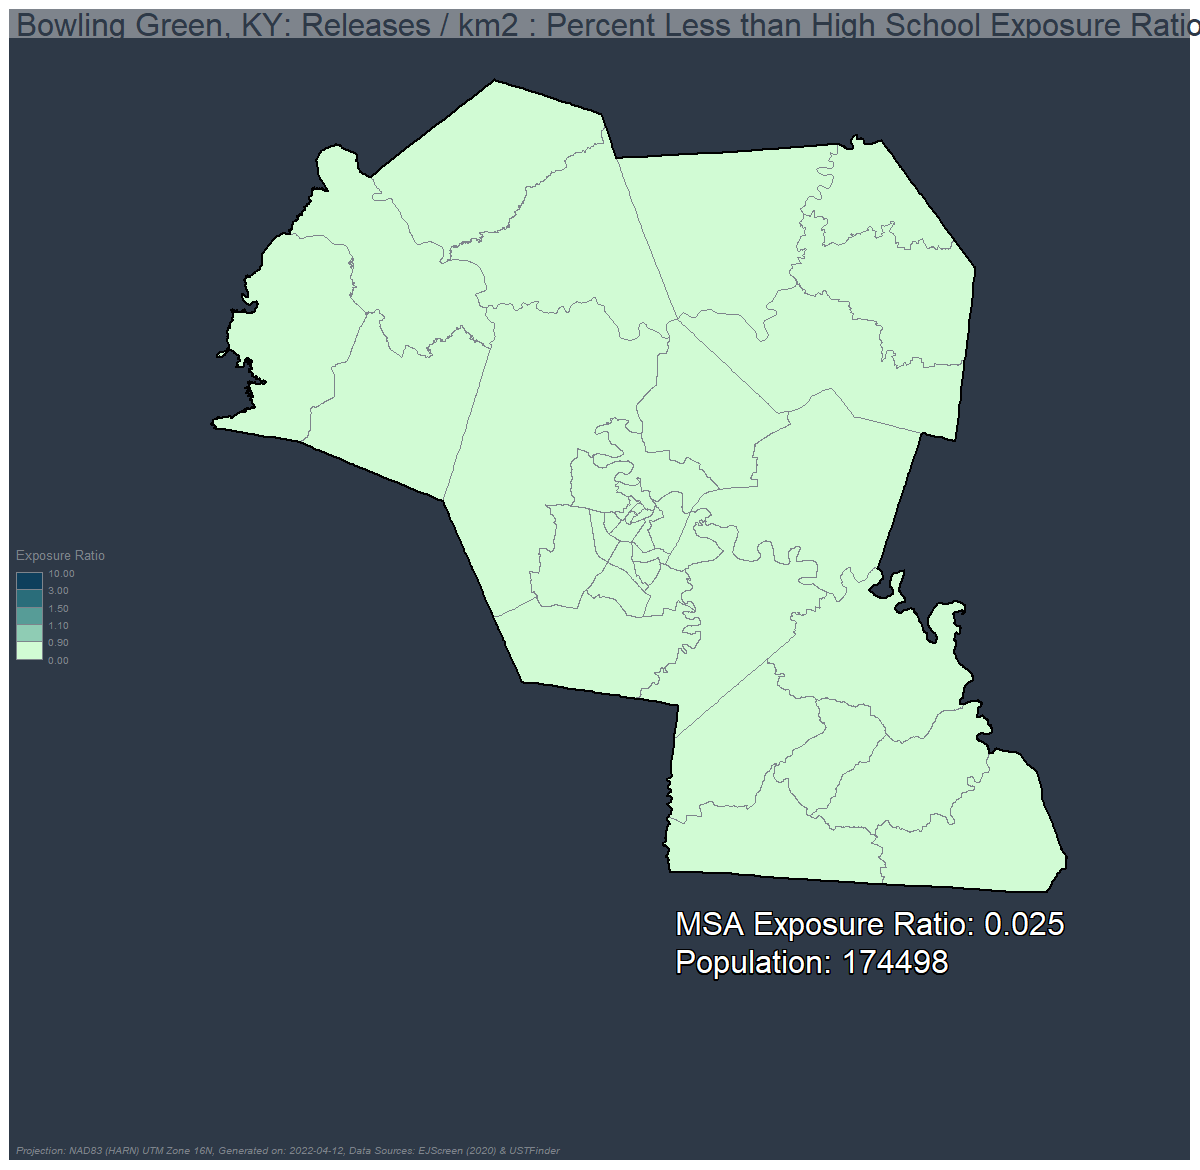 Bowling Green, KY: Releases / km2 : Percent Less than High School Exposure Ratio
Exposure Ratio
10.00
3.00
1.50
1.10
0.90
0.00
MSA Exposure Ratio: 0.025
Population: 174498
Projection: NAD83 (HARN) UTM Zone 16N, Generated on: 2022-04-12, Data Sources: EJScreen (2020) & USTFinder